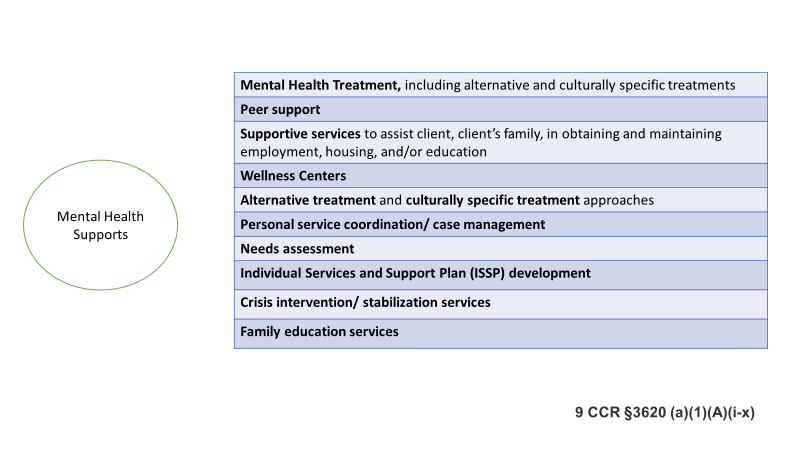 Mental Health Treatment, including alternative and culturally specific treatments
Peer support
Supportive services to assist client, client's family, in obtaining and maintaining
employment, housing, and/or education
Wellness Centers
Alternative treatment and culturally specific treatment approaches
Personal service coordination/ case management
Needs assessment
Individual Services and Support Plan (ISSP) development
Crisis intervention/ stabilization services
Family education services
Mental Health
Supports
9 CCR §3620 (a)(1)(A)(i-x)